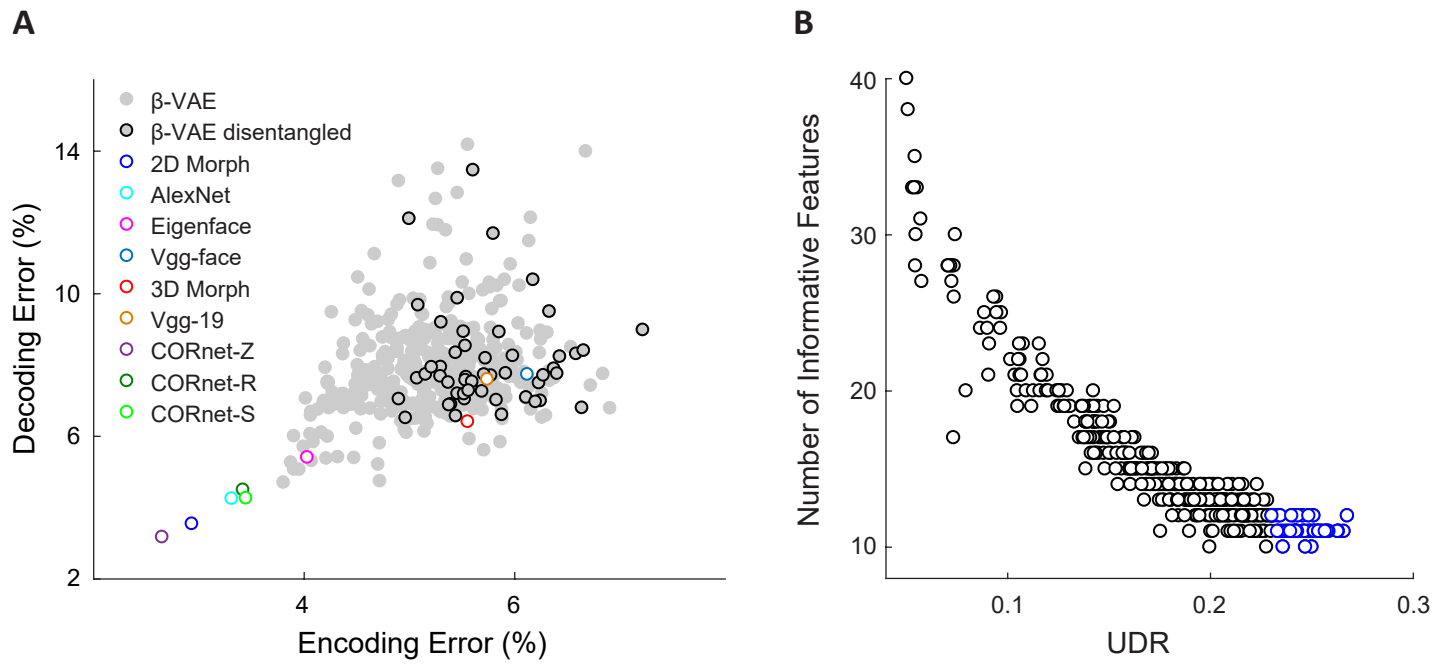 A
β-VAE
β-VAE disentangled
2D Morph
AlexNet
Eigenface
Vgg-face
3D Morph
Vgg-19
CORnet-Z
CORnet-R
CORnet-S
14
10
6
2
4
6
Decoding Error (%)
Encoding Error (%)
B
40
30
20
10
0.1
0.2
0.3
Number of Informative Features
UDR